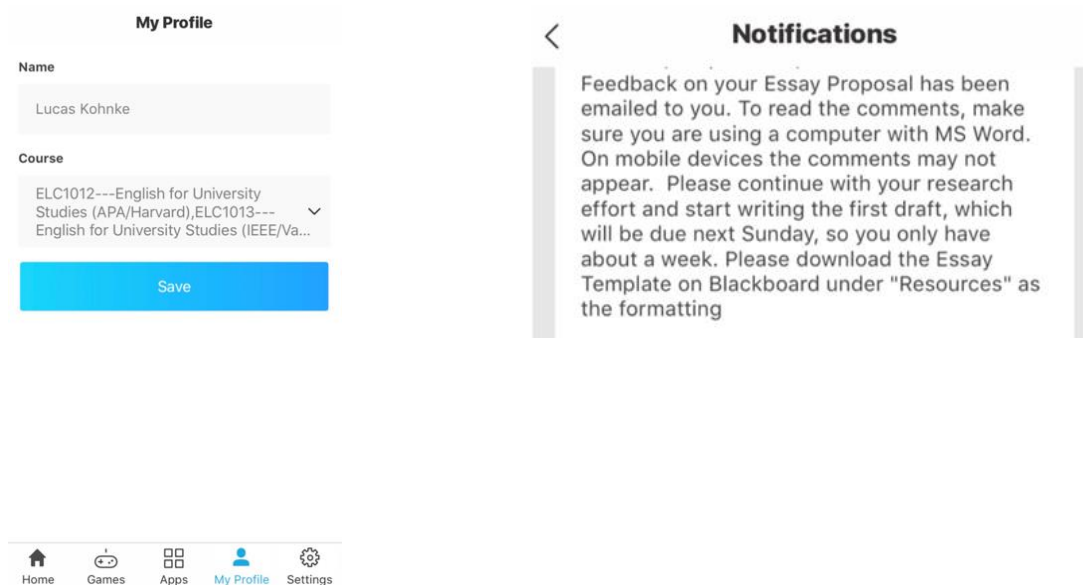 My Profile
Name
Lucas Kohnke
Course
ELC1012---English for University
Studies (APA/Harvard),ELC1013---
English for University Studies (IEEE/Va...
Save
Home Games Apps My Profile Settings
Notifications
Feedback on your Essay Proposal has been
emailed to you. To read the comments, make
sure you are using a computer with MS Word.
On mobile devices the comments may not
appear.  Please continue with your research
effort and start writing the first draft, which
will be due next Sunday, so you only have
about a week. Please download the Essay
Template on Blackboard under "Resources" as
the formatting